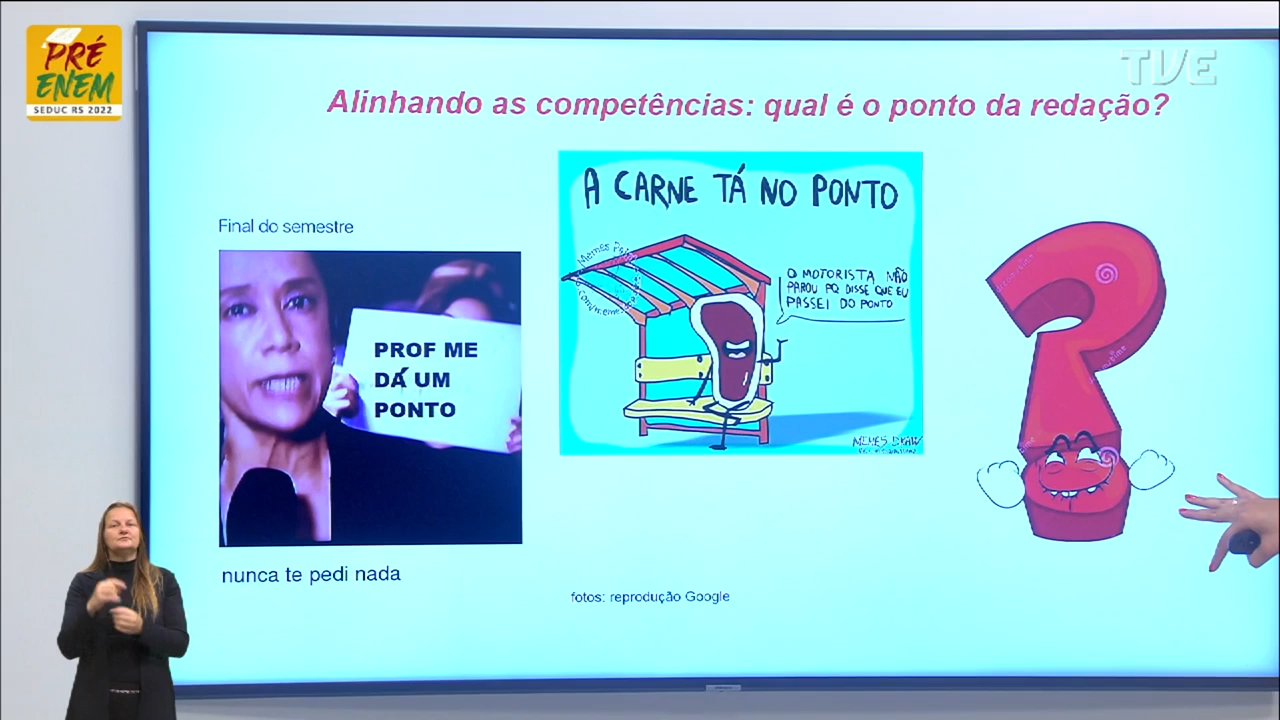 PRÉ
ENEM
SEDUC RS 2022
TVE
Alinhando as competências: qual é o ponto da redação?
A CARNE TÁ NO PONTO
Final do semestre
O MOTORISTA NÃO
PAROU PQ DISSE QUE EU
PASSEI DO PONTO
PROF ME
DÁ UM
PONTO
MEMES DRAW
nunca te pedi nada
fotos: reprodução Google